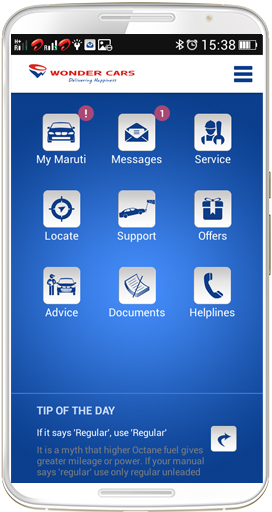 15:38
WONDER CARS
Delivering Happiness
!
1
My Maruti
Messages
Service
Locate
Support
Offers
Advice
Documents
Helplines
TIP OF THE DAY
If it says 'Regular', use 'Regular'
It is a myth that higher Octane fuel gives
greater mileage or power. If your manual
says 'regular' use only regular unleaded